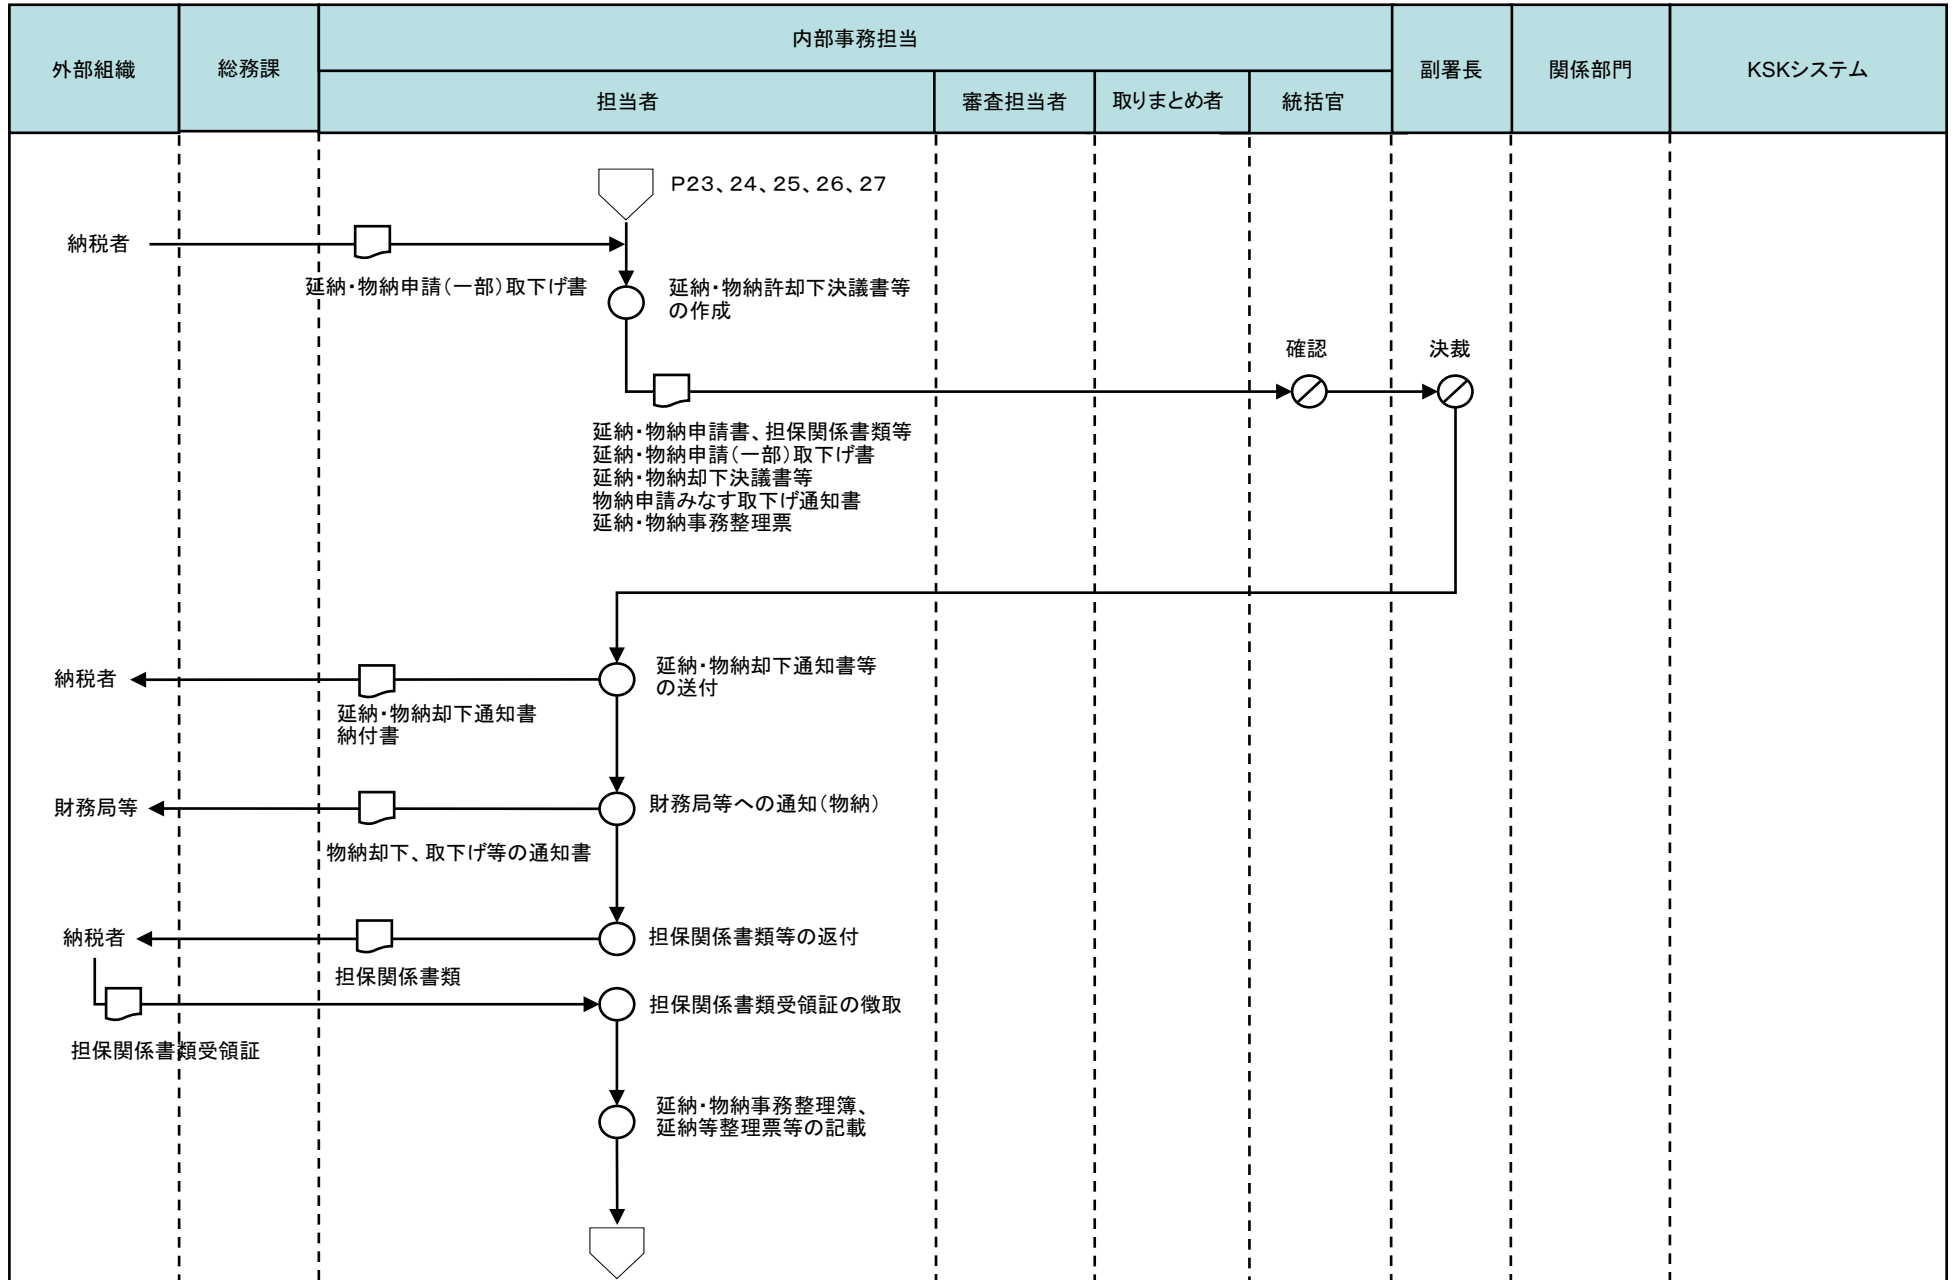 外部組織
総務課
内部事務担当
担当者
審査担当者
取りまとめ者
統括官
副署長
関係部門
KSKシステム
P23、24、25、26、27
納税者
延納・物納申請(一部)取下げ書
延納・物納許却下決議書等
の作成
確認
決裁
延納・物納申請書、担保関係書類等
延納・物納申請(一部)取下げ書
延納・物納却下決議書等
物納申請みなす取下げ通知書
延納・物納事務整理票
納税者
延納・物納却下通知書等
の送付
延納・物納却下通知書
納付書
財務局等
財務局等への通知(物納)
物納却下、取下げ等の通知書
納税者
担保関係書類等の返付
担保関係書類
担保関係書類受領証の徴取
担保関係書類受領証
延納・物納事務整理簿、
延納等整理票等の記載